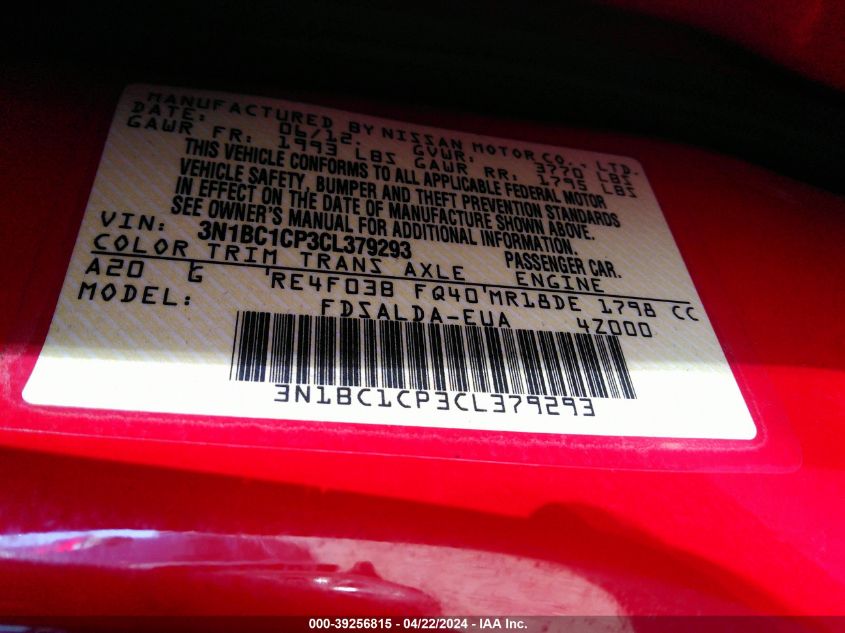 MANUFACTURED BY NISSAN MOTOR CO., LTD.
DATE: 06/12. GVWR: 3770 LBS
GAWR FR: 1993 LBS GAWR RR: 1795 LBS
THIS VEHICLE CONFORMS TO ALL APPLICABLE FEDERAL MOTOR
VEHICLE SAFETY, BUMPER AND THEFT PREVENTION STANDARDS
IN EFFECT ON THE DATE OF MANUFACTURE SHOWN ABOVE.
SEE OWNER'S MANUAL FOR ADDITIONAL INFORMATION.
VIN: 3N1BC1CP3CL379293 PASSENGER CAR.
COLOR TRIM TRANS AXLE ENGINE
A20 G RE4F03B FQ40 MR18DE 1798 CC
MODEL: FDSALDA-EUA 4Z000
3N1BC1CP3CL379293
000-39256815 - 04/22/2024 - IAA Inc.